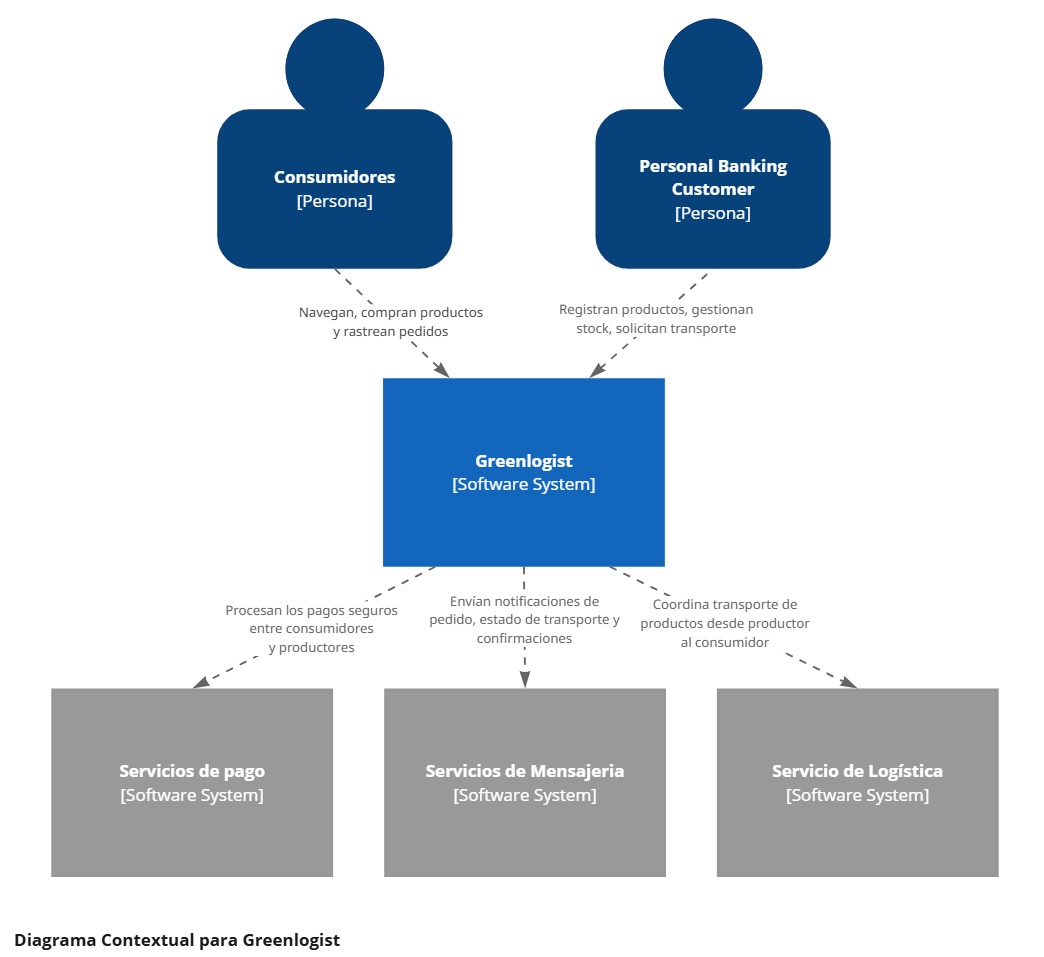 Consumidores
[Persona]
Personal Banking
Customer
[Persona]
Navegan, compran productos
y rastrean pedidos
Registran productos, gestionan
stock, solicitan transporte
Greenlogist
[Software System]
Procesan los pagos seguros
entre consumidores
y productores
Envían notificaciones de
pedido, estado de transporte y
confirmaciones
Coordina transporte de
productos desde productor
al consumidor
Servicios de pago
[Software System]
Servicios de Mensajeria
[Software System]
Servicio de Logística
[Software System]
Diagrama Contextual para Greenlogist